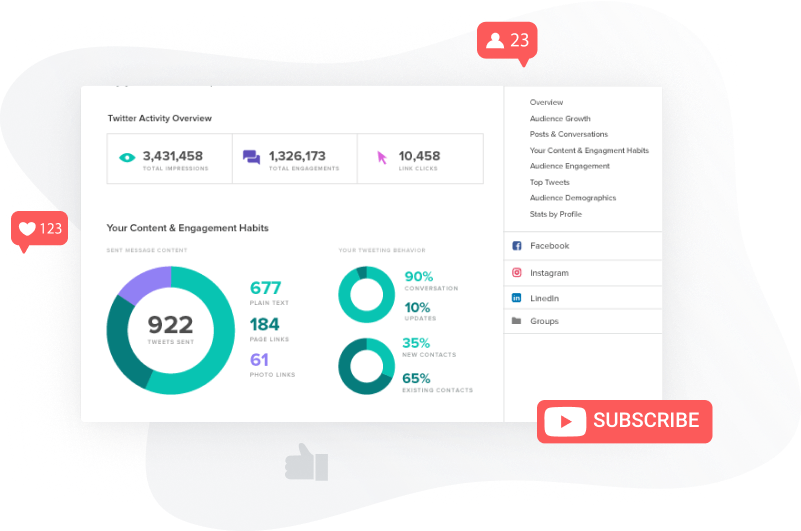 23
Twitter Activity Overview
3,431,458
TOTAL IMPRESSIONS
1,326,173
TOTAL ENGAGEMENTS
10,458
LINK CLICKS
123
Your Content & Engagement Habits
SENT MESSAGE CONTENT
922
TWEETS SENT
677
PLAIN TEXT
184
PAGE LINKS
61
PHOTO LINKS
YOUR TWEETING BEHAVIOR
90%
CONVERSATION
10%
UPDATES
35%
NEW CONTACTS
65%
EXISTING CONTACTS
Overview
Audience Growth
Posts & Conversations
Your Content & Engagment Habits
Audience Engagement
Top Tweets
Audience Demographics
Stats by Profile
Facebook
Instagram
LinedIn
Groups
SUBSCRIBE